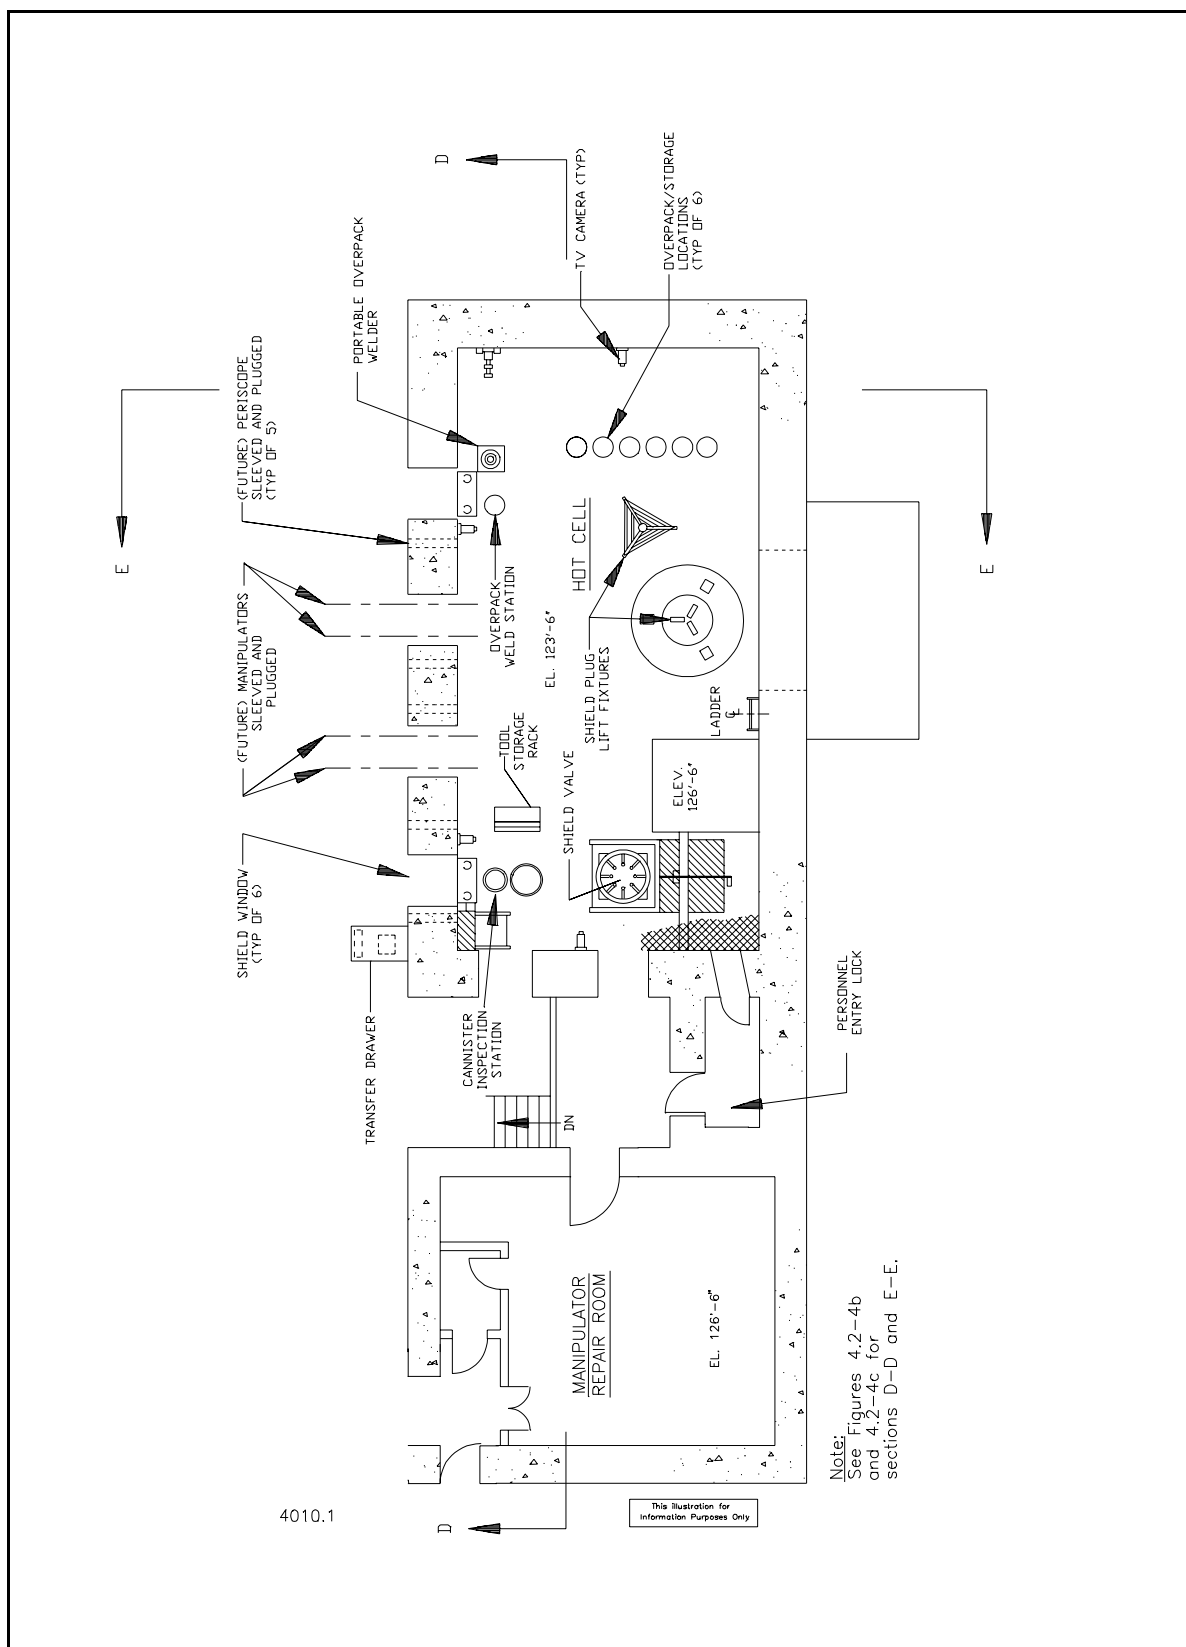 D
TV CAMERA (TYP)
OVERPACK/STORAGE
LOCATIONS
(TYP OF 6)
PORTABLE OVERPACK
WELDER
(FUTURE) PERISCOPE
SLEEVED AND PLUGGED
(TYP OF 5)
E
E
(FUTURE) MANIPULATORS
SLEEVED AND
PLUGGED
OVERPACK
WELD STATION
HOT CELL
EL. 123'-6"
SHIELD PLUG
LIFT FIXTURES
LADDER
℄
TOOL
STORAGE
RACK
SHIELD VALVE
ELEV.
126'-6"
SHIELD WINDOW
(TYP OF 6)
TRANSFER DRAWER
CANNISTER
INSPECTION
STATION
PERSONNEL
ENTRY LOCK
DN
MANIPULATOR
REPAIR ROOM
EL. 126'-6"
Note:
See Figures 4.2-4b
and 4.2-4c for
sections D-D and E-E.
D
4010.1
This illustration for
Information Purposes Only